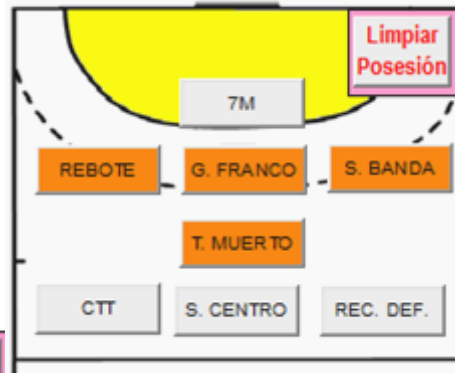 Limpiar
Posesión
7M
REBOTE
G. FRANCO
S. BANDA
T. MUERTO
CTT
S. CENTRO
REC. DEF.